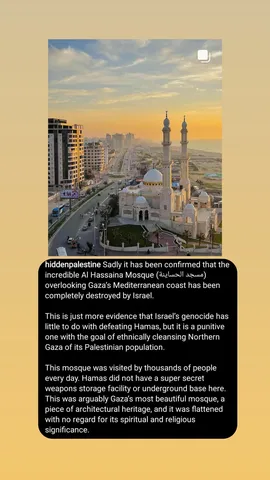 hiddenpalestine Sadly it has been confirmed that the
incredible Al Hassaina Mosque (مسجد الحساينة)
overlooking Gaza's Mediterranean coast has been
completely destroyed by Israel.
This is just more evidence that Israel's genocide has
little to do with defeating Hamas, but it is a punitive
one with the goal of ethnically cleansing Northern
Gaza of its Palestinian population.
This mosque was visited by thousands of people
every day. Hamas did not have a super secret
weapons storage facility or underground base here.
This was arguably Gaza's most beautiful mosque, a
piece of architectural heritage, and it was flattened
with no regard for its spiritual and religious
significance.